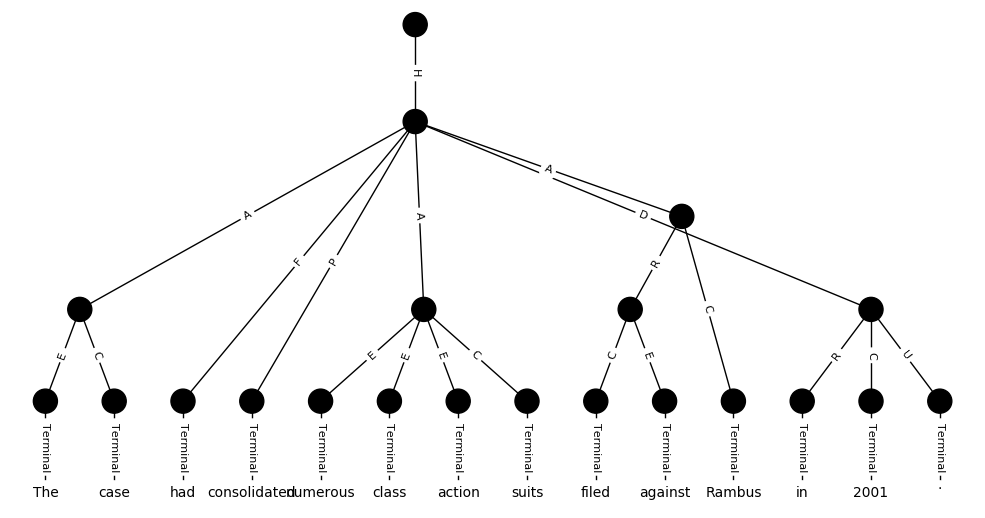 H
A
A
D
F
P
A
R
C
E
C
E
E
E
C
C
E
R
C
U
Terminal Terminal Terminal Terminal Terminal Terminal Terminal Terminal Terminal Terminal Terminal Terminal Terminal Terminal
The case had consolidated numerous class action suits filed against Rambus in 2001 .